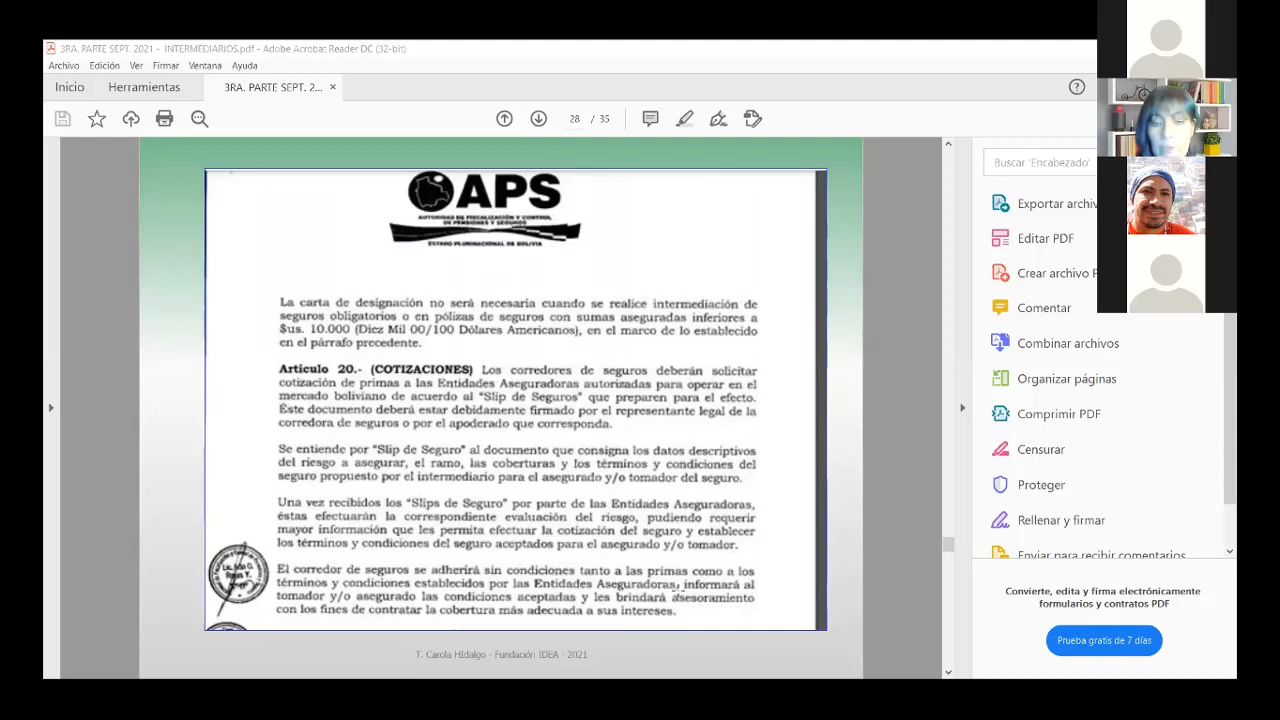 3RA. PARTE SEPT. 2021 - INTERMEDIARIOS.pdf - Adobe Acrobat Reader DC (32-bit)
Archivo Edición Ver Firmar Ventana Ayuda
Inicio Herramientas 3RA. PARTE SEPT. 2... ×
28 / 35
Buscar 'Encabezado'
Exportar archiv
Editar PDF
Crear archivo P
Comentar
Combinar archivos
Organizar páginas
Comprimir PDF
Censurar
Proteger
Rellenar y firmar
Enviar para recibir comentarios
Convierte, edita y firma electrónicamente
formularios y contratos PDF
Prueba gratis de 7 días
APS
AUTORIDAD DE FISCALIZACIÓN Y CONTROL
DE PENSIONES Y SEGUROS
ESTADO PLURINACIONAL DE BOLIVIA
La carta de designación no será necesaria cuando se realice intermediación de
seguros obligatorios o en pólizas de seguros con sumas aseguradas inferiores a
$us. 10.000 (Diez Mil 00/100 Dólares Americanos), en el marco de lo establecido
en el párrafo precedente.
Artículo 20.- (COTIZACIONES) Los corredores de seguros deberán solicitar
cotización de primas a las Entidades Aseguradoras autorizadas para operar en el
mercado boliviano de acuerdo al "Slip de Seguros" que preparen para el efecto.
Éste documento deberá estar debidamente firmado por el representante legal de la
corredora de seguros o por el apoderado que corresponda.
Se entiende por "Slip de Seguro" al documento que consigna los datos descriptivos
del riesgo a asegurar, el ramo, las coberturas y los términos y condiciones del
seguro propuesto por el intermediario para el asegurado y/o tomador del seguro.
Una vez recibidos los "Slips de Seguro" por parte de las Entidades Aseguradoras,
éstas efectuarán la correspondiente evaluación del riesgo, pudiendo requerir
mayor información que les permita efectuar la cotización del seguro y establecer
los términos y condiciones del seguro aceptados para el asegurado y/o tomador.
El corredor de seguros se adherirá sin condiciones tanto a las primas como a los
términos y condiciones establecidos por las Entidades Aseguradoras, informará al
tomador y/o asegurado las condiciones aceptadas y les brindará asesoramiento
con los fines de contratar la cobertura más adecuada a sus intereses.
T. Carola Hidalgo - Fundación IDEA - 2021